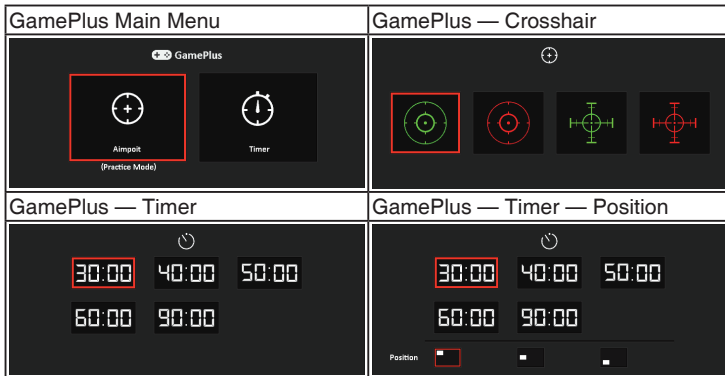 GamePlus Main Menu
GamePlus — Crosshair
GamePlus
Aimpoit
Timer
(Practice Mode)
GamePlus — Timer
GamePlus — Timer — Position
30:00 40:00 50:00
60:00 90:00
30:00 40:00 50:00
60:00 90:00
Position